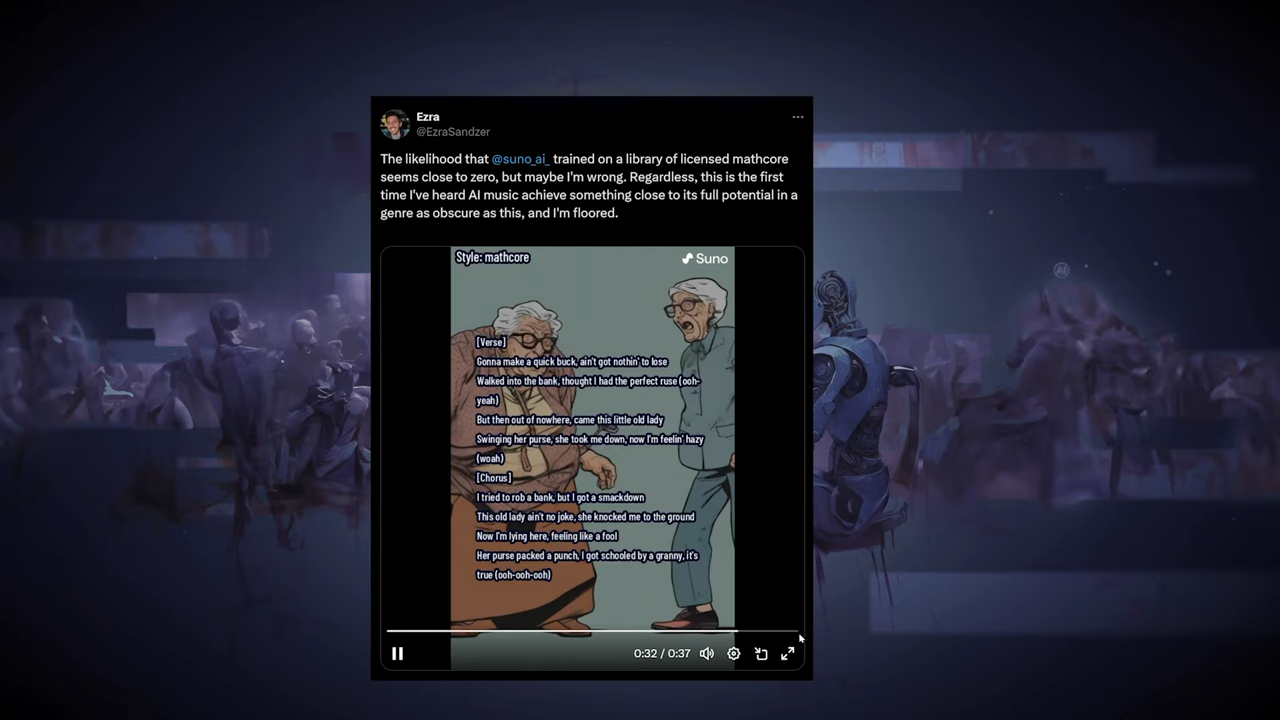 Ezra
@EzraSandzer
The likelihood that @suno_ai_ trained on a library of licensed mathcore
seems close to zero, but maybe I'm wrong. Regardless, this is the first
time I've heard AI music achieve something close to its full potential in a
genre as obscure as this, and I'm floored.
Style: mathcore
Suno
[Verse]
Gonna make a quick buck, ain't got nothin' to lose
Walked into the bank, thought I had the perfect ruse (ooh-
yeah)
But then out of nowhere, came this little old lady
Swinging her purse, she took me down, now I'm feelin' hazy
(woah)
[Chorus]
I tried to rob a bank, but I got a smackdown
This old lady ain't no joke, she knocked me to the ground
Now I'm lying here, feeling like a fool
Her purse packed a punch, I got schooled by a granny, it's
true (ooh-ooh-ooh)
0:32 / 0:37
AI